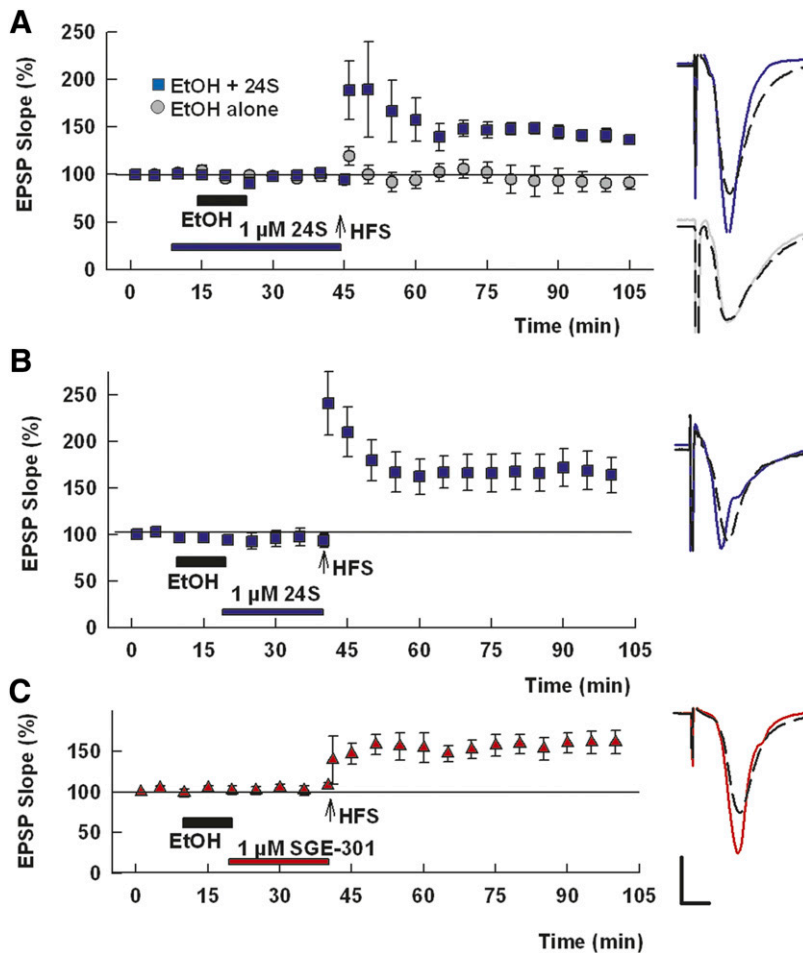 A
EPSP Slope (%)
250
200
150
100
50
0
EtOH + 24S
EtOH alone
EtOH
1 µM 24S
HFS
0 15 30 45 60 75 90 105
Time (min)
B
EPSP Slope (%)
250
200
150
100
50
0
EtOH
1 µM 24S
HFS
0 15 30 45 60 75 90 105
Time (min)
C
EPSP Slope (%)
200
150
100
50
0
EtOH
1 µM SGE-301
HFS
0 15 30 45 60 75 90 105
Time (min)